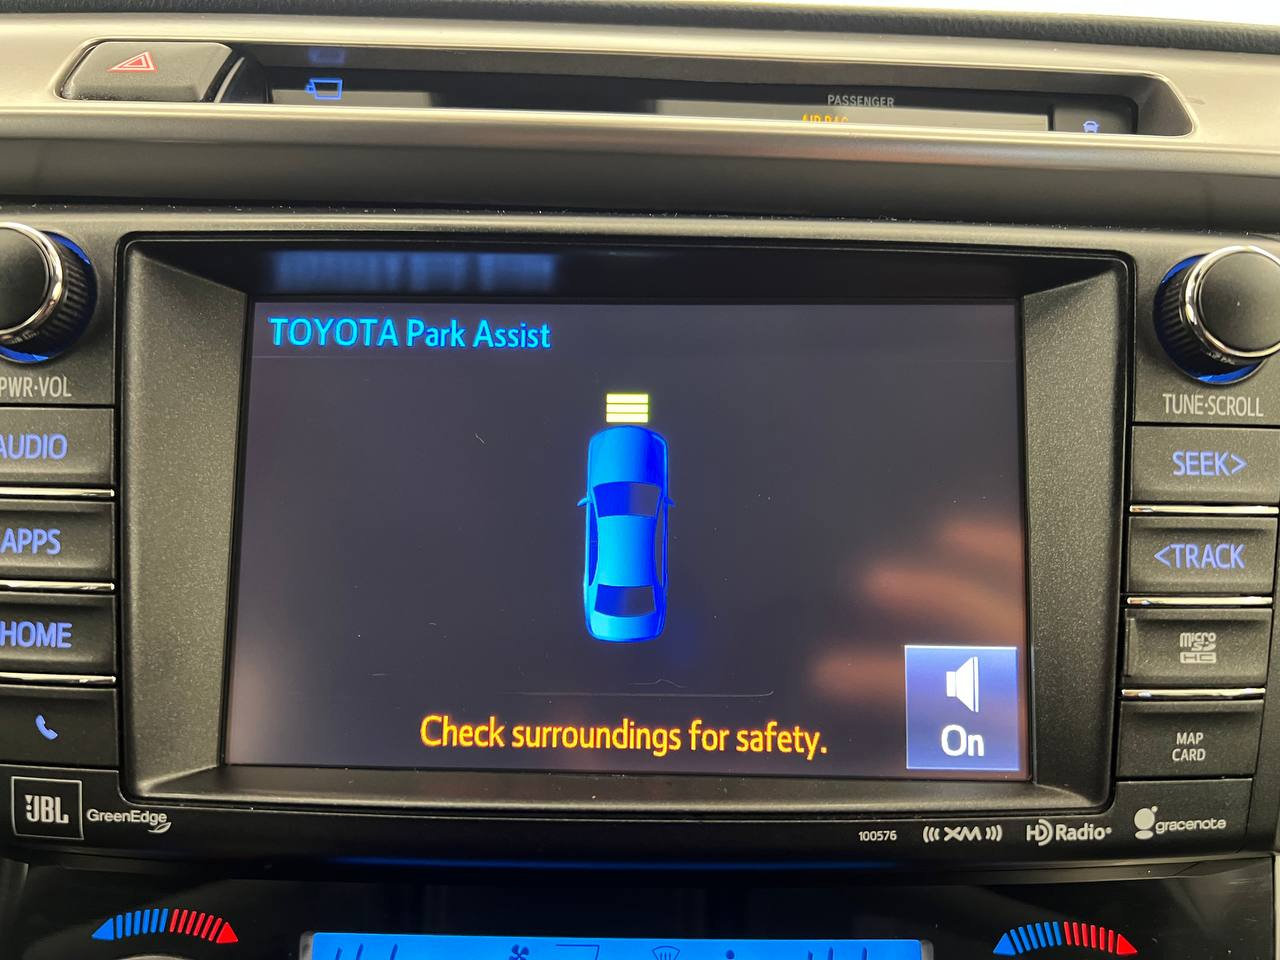 PASSENGER
AIRBAG
TOYOTA Park Assist
PWR·VOL
TUNE·SCROLL
AUDIO
SEEK>
APPS
<TRACK
HOME
micro
SD
HC
Check surroundings for safety.
On
MAP
CARD
JBL GreenEdge
100576 ((( XM ))) HD Radio® gracenote